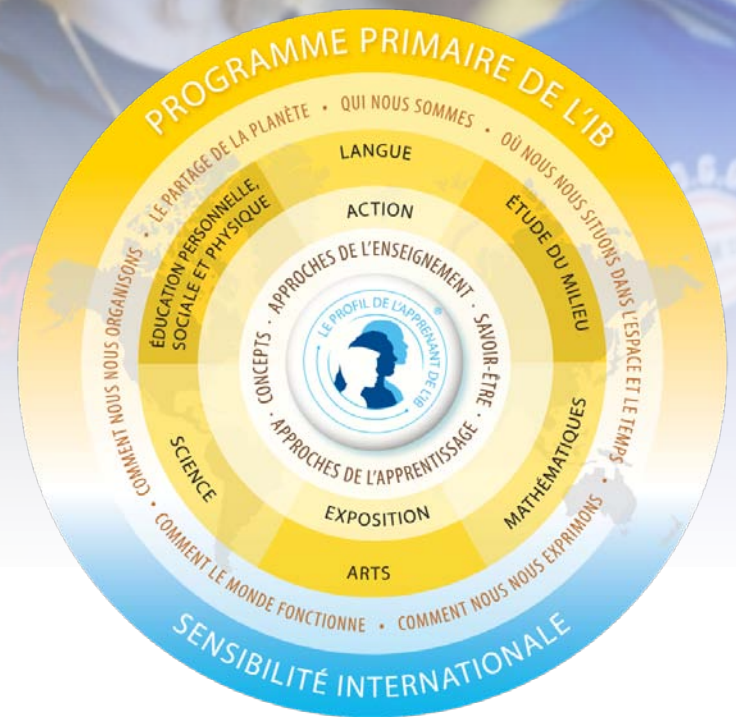 PROGRAMME PRIMAIRE DE L'IB
LE PARTAGE DE LA PLANÈTE • QUI NOUS SOMMES • OÙ NOUS NOUS SITUONS DANS L'ESPACE ET LE TEMPS •
COMMENT NOUS NOUS EXPRIMONS • COMMENT LE MONDE FONCTIONNE • COMMENT NOUS NOUS ORGANISONS •
LANGUE
ÉTUDE DU MILIEU
MATHÉMATIQUES
ARTS
SCIENCE
ÉDUCATION PERSONNELLE,
SOCIALE ET PHYSIQUE
ACTION
EXPOSITION
APPROCHES DE L'ENSEIGNEMENT · SAVOIR-ÊTRE · APPROCHES DE L'APPRENTISSAGE · CONCEPTS ·
LE PROFIL DE L'APPRENANT DE L'IB
®
SENSIBILITÉ INTERNATIONALE